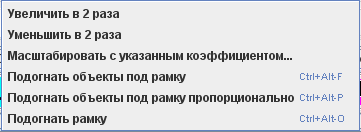 Увеличить в 2 раза
Уменьшить в 2 раза
Масштабировать с указанным коэффициентом...
Подогнать объекты под рамку Ctrl+Alt-F
Подогнать объекты под рамку пропорционально Ctrl+Alt-P
Подогнать рамку Ctrl+Alt-O